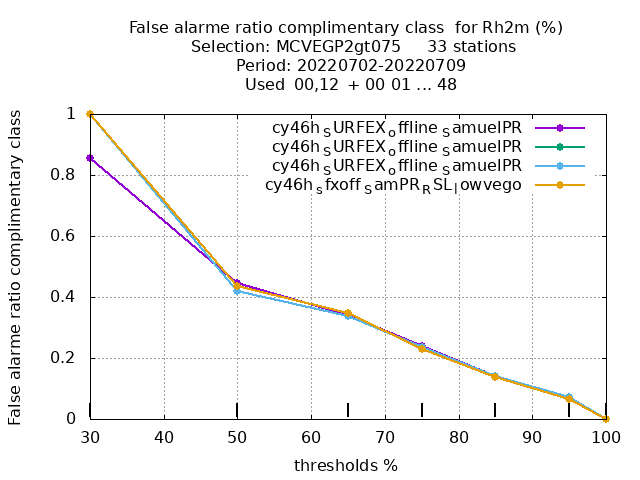 False alarme ratio complimentary class for Rh2m (%)
Selection: MCVEGP2gt075 33 stations
Period: 20220702-20220709
Used 00,12 + 00 01 ... 48
False alarme ratio complimentary class
1
0.8
0.6
0.4
0.2
0
cy46h_SURFEX_offline_SamuelPR
cy46h_SURFEX_offline_SamuelPR
cy46h_SURFEX_offline_SamuelPR
cy46h_sfxoff_SamPR_RSL_lowvego
30 40 50 60 70 80 90 100
thresholds %